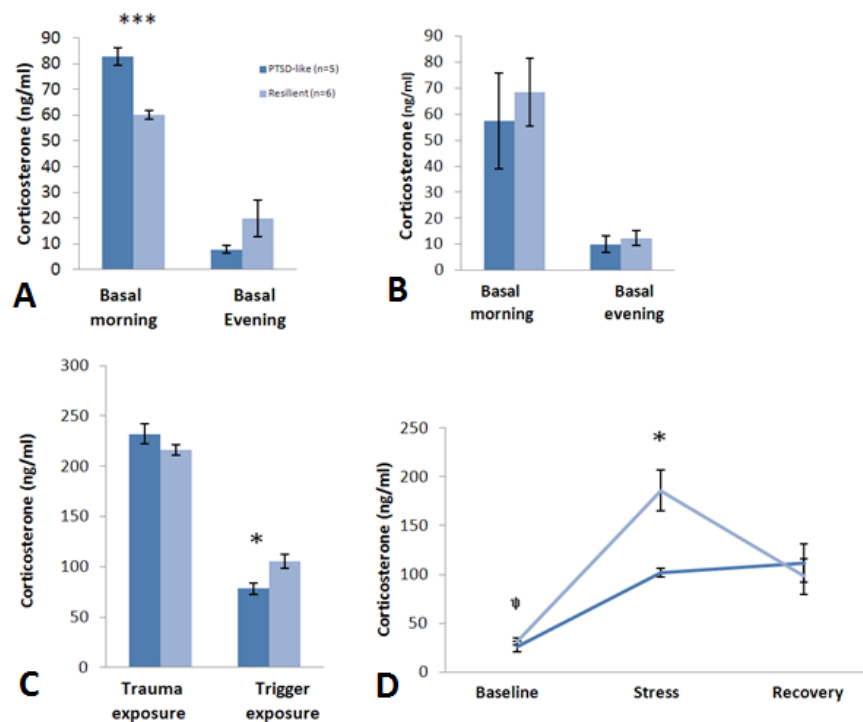 ***
90
80
70
60
50
40
30
20
10
0
Corticosterone (ng/ml)
PTSD-like (n=5)
Resilient (n=6)
Basal morning
Basal Evening
A
90
80
70
60
50
40
30
20
10
0
Corticosterone (ng/ml)
Basal morning
Basal evening
B
300
250
200
150
100
50
0
Corticosterone (ng/ml)
*
Trauma exposure
Trigger exposure
C
250
200
150
100
50
0
Corticosterone (ng/ml)
ψ
*
Baseline
Stress
Recovery
D